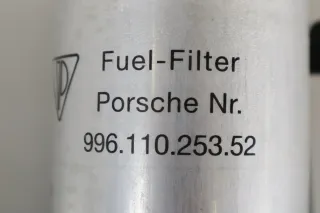 Fuel-Filter
Porsche Nr.
996.110.253.52